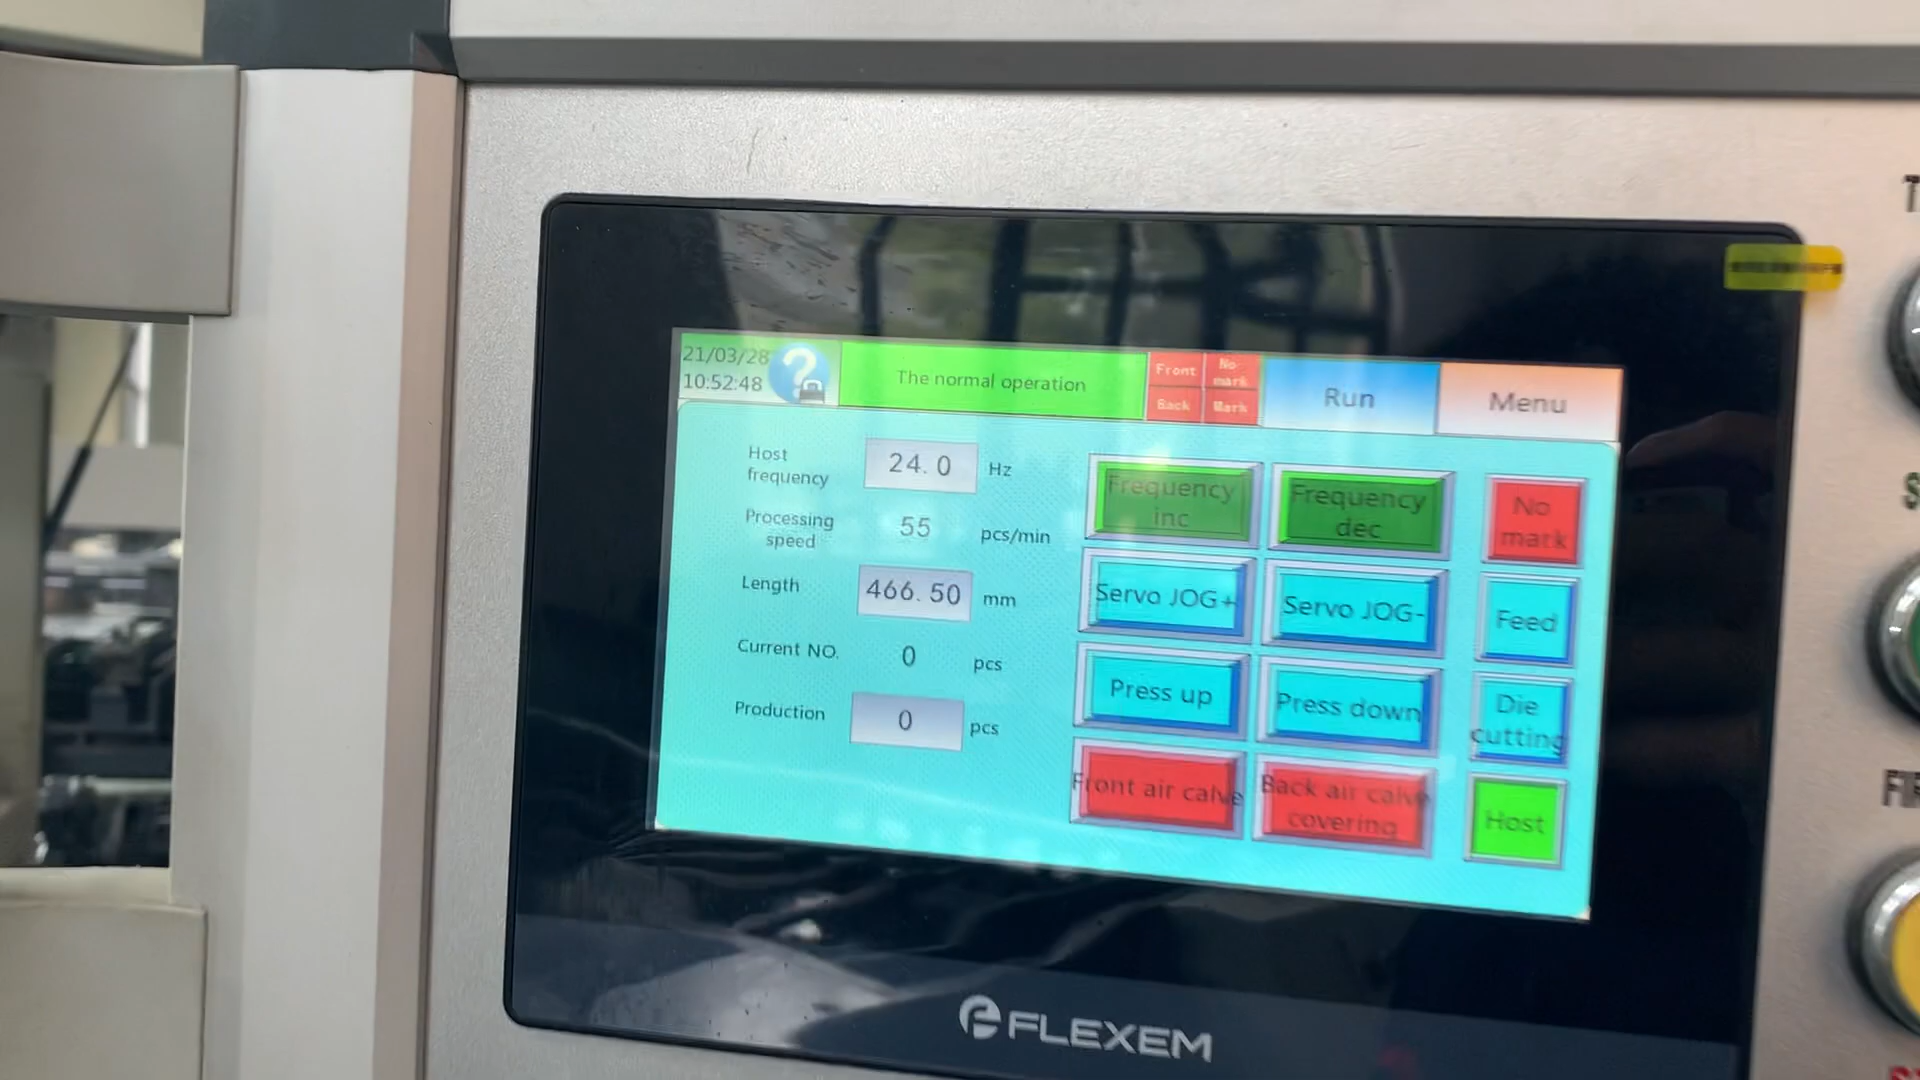 21/03/28
10:52:48
?
The normal operation
Front
No
mark
Back
Mark
Run
Menu
Host
frequency
24.0
Hz
Processing
speed
55
pcs/min
Length
466.50
mm
Current NO.
0
pcs
Production
0
pcs
Frequency
inc
Frequency
dec
No
mark
Servo JOG+
Servo JOG-
Feed
Press up
Press down
Die
cutting
Front air calve
Back air calve
covering
Host
FLEXEM